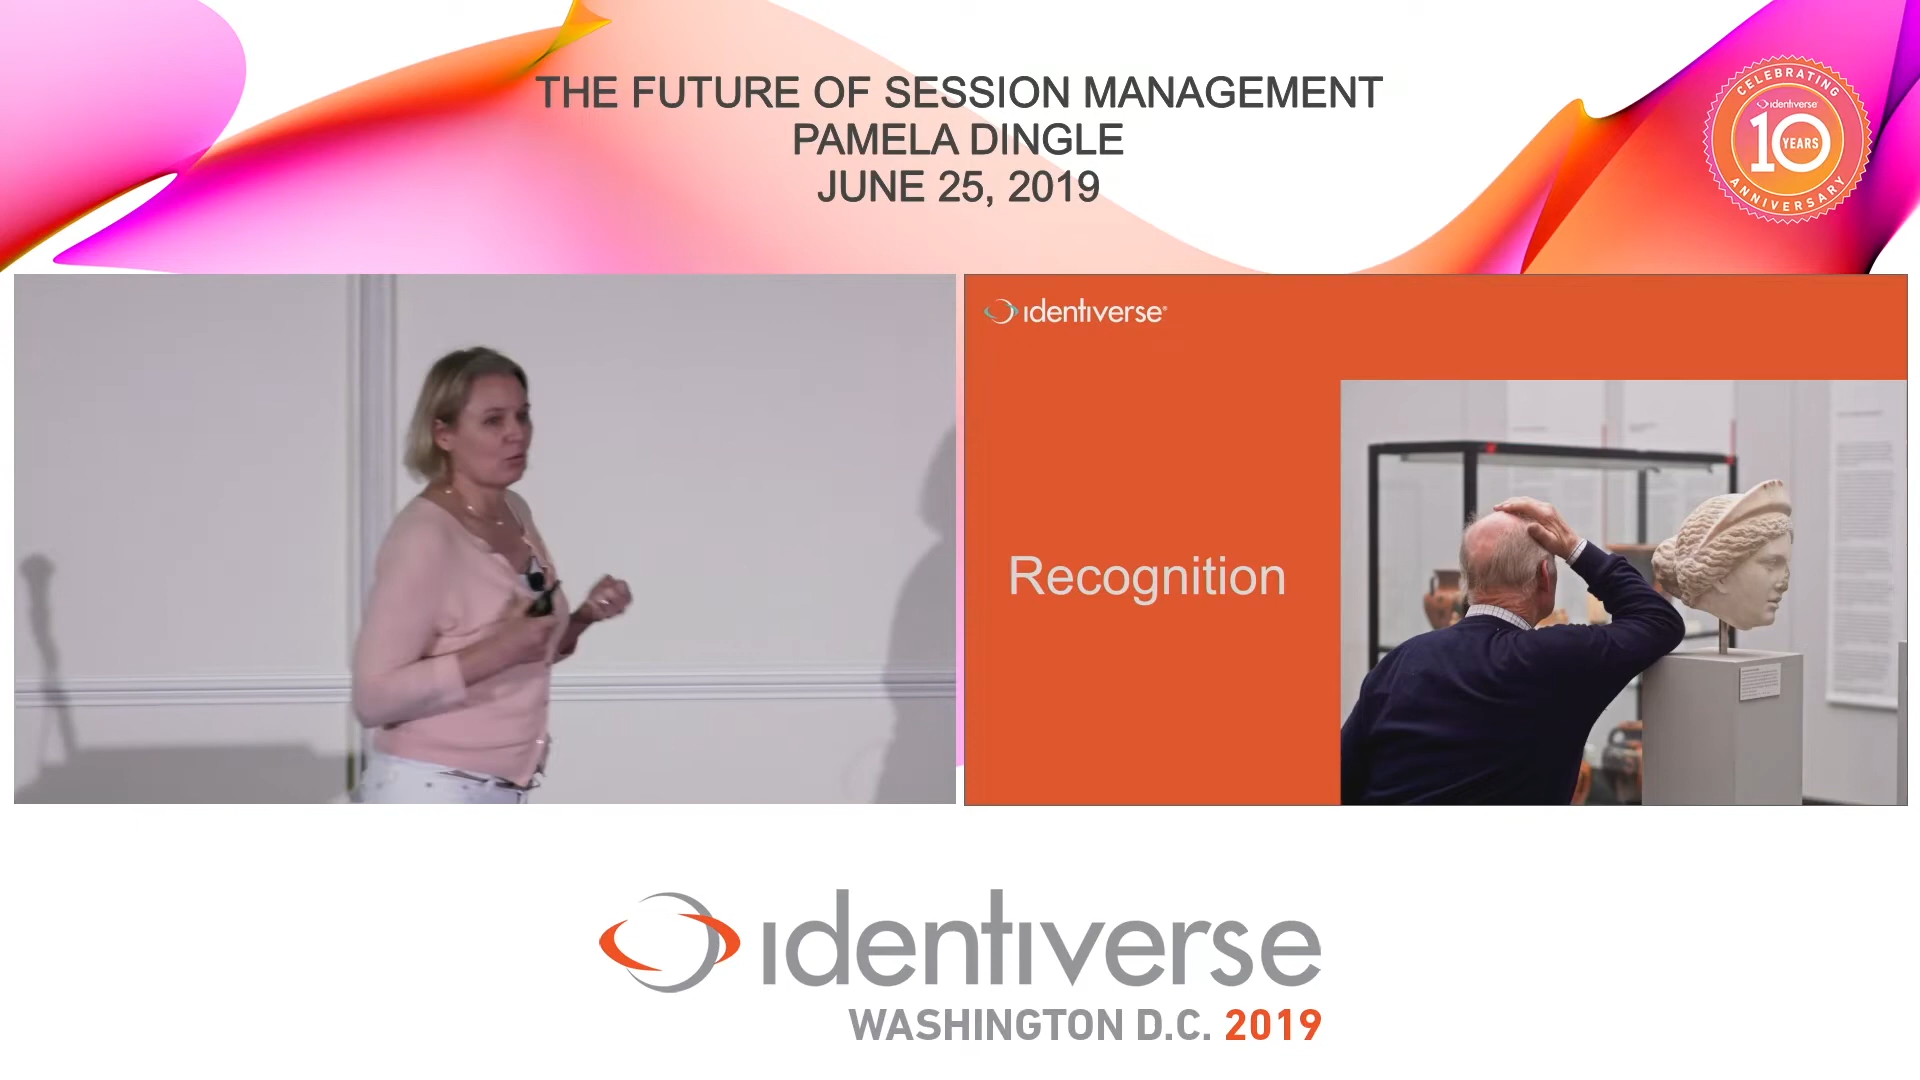 THE FUTURE OF SESSION MANAGEMENT
PAMELA DINGLE
JUNE 25, 2019
CELEBRATING
identiverse
10
YEARS
ANNIVERSARY
identiverse
Recognition
identiverse
WASHINGTON D.C. 2019